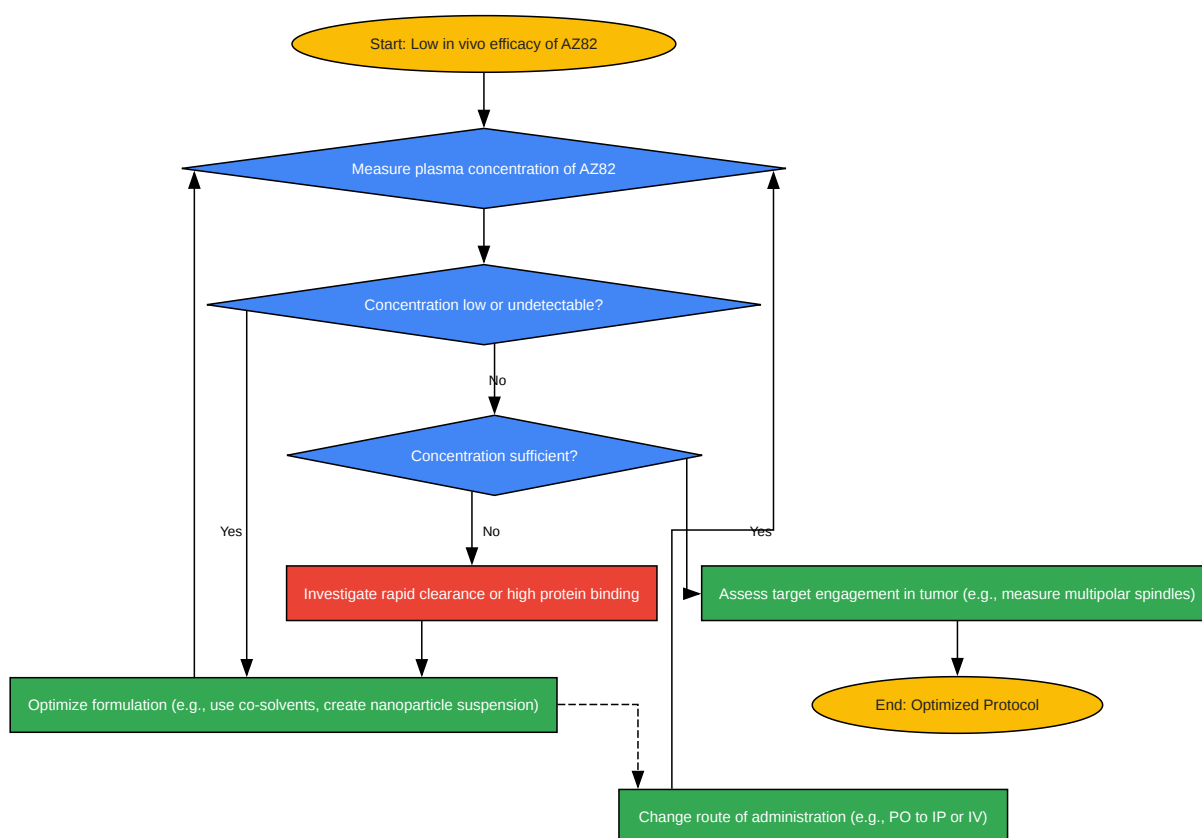 Start: Low in vivo efficacy of AZ82
Measure plasma concentration of AZ82
Concentration low or undetectable?
No
Concentration sufficient?
Yes
No
Yes
Investigate rapid clearance or high protein binding
Assess target engagement in tumor (e.g., measure multipolar spindles)
Optimize formulation (e.g., use co-solvents, create nanoparticle suspension)
End: Optimized Protocol
Change route of administration (e.g., PO to IP or IV)